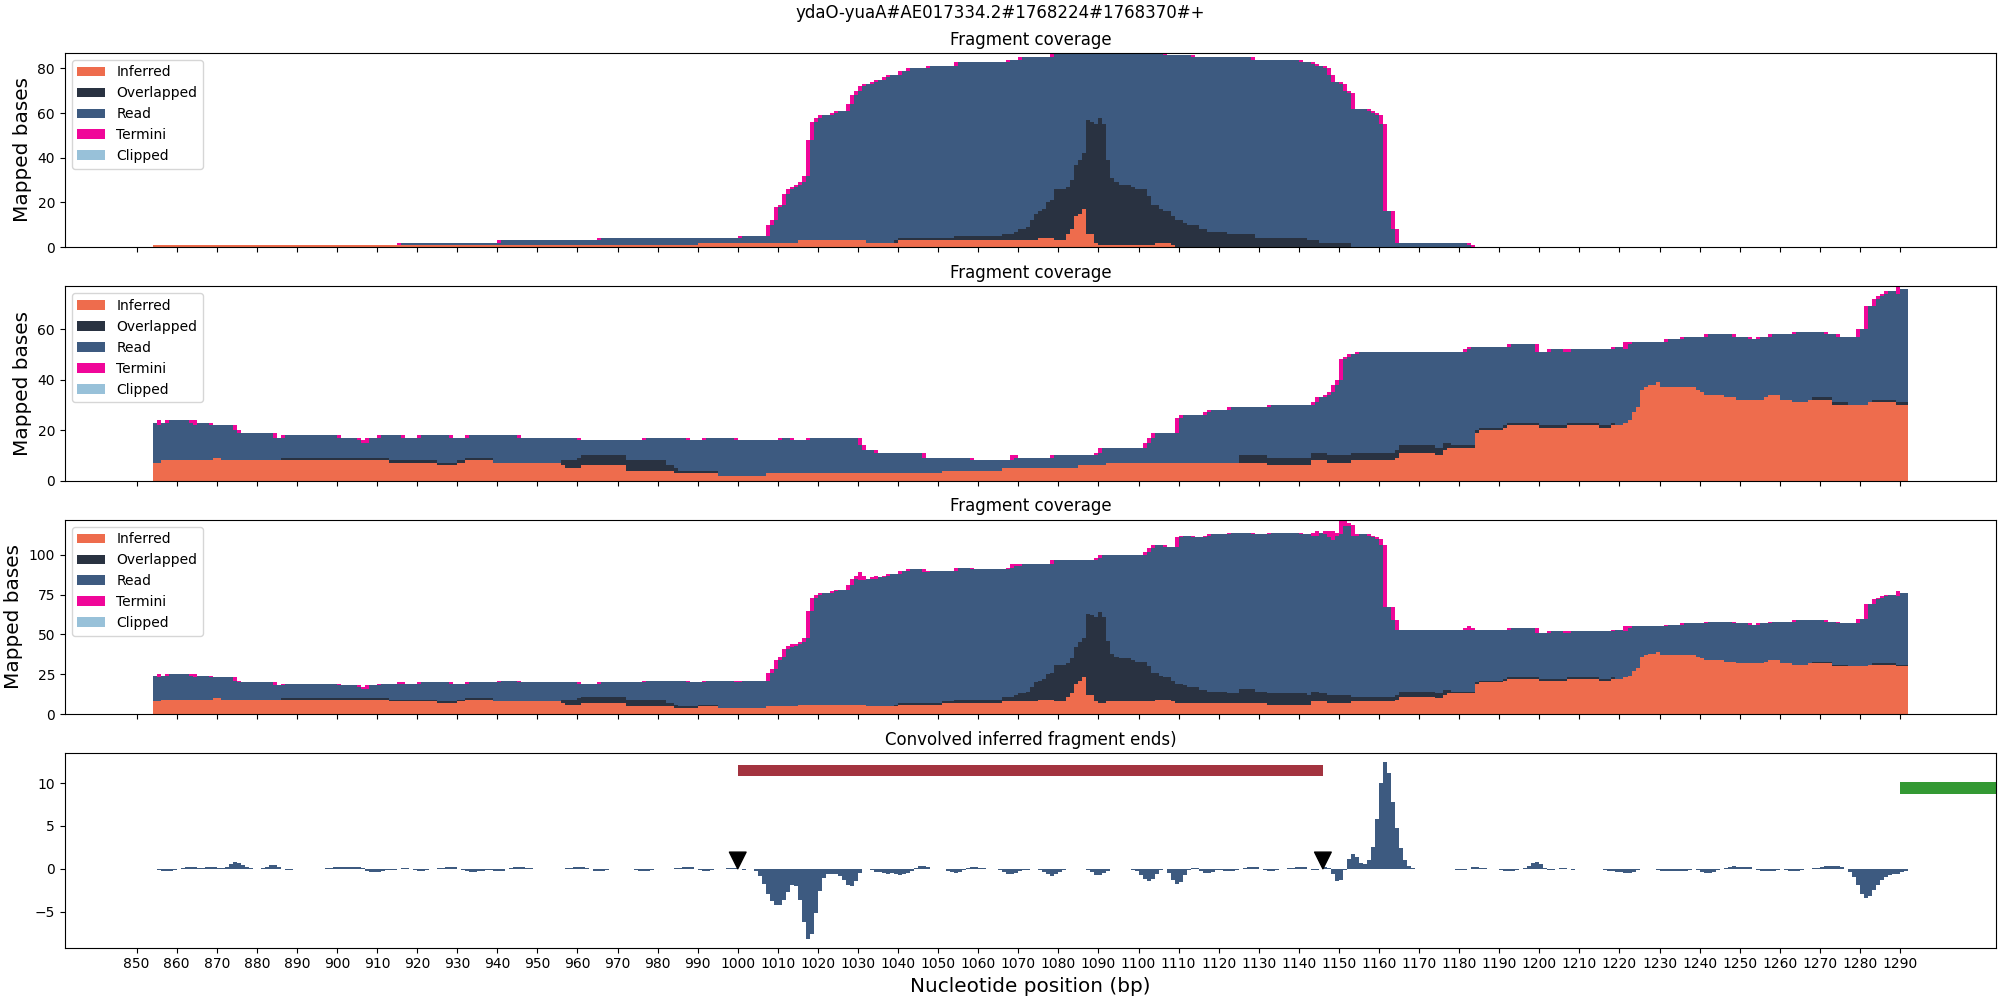 ydaO-yuaA#AE017334.2#1768224#1768370#+
Fragment coverage
Mapped bases
80
60
40
20
0
Inferred
Overlapped
Read
Termini
Clipped
Fragment coverage
Mapped bases
60
40
20
0
Inferred
Overlapped
Read
Termini
Clipped
Fragment coverage
Mapped bases
100
75
50
25
0
Inferred
Overlapped
Read
Termini
Clipped
Convolved inferred fragment ends)
10
5
0
−5
850 860 870 880 890 900 910 920 930 940 950 960 970 980 990 1000 1010 1020 1030 1040 1050 1060 1070 1080 1090 1100 1110 1120 1130 1140 1150 1160 1170 1180 1190 1200 1210 1220 1230 1240 1250 1260 1270 1280 1290
Nucleotide position (bp)